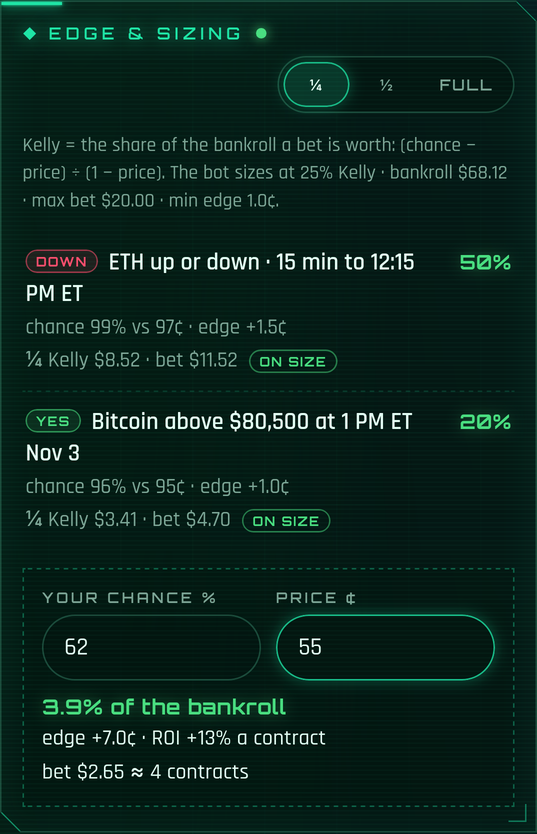 EDGE & SIZING
¼ ½ FULL
Kelly = the share of the bankroll a bet is worth: (chance −
price) ÷ (1 − price). The bot sizes at 25% Kelly · bankroll $68.12
· max bet $20.00 · min edge 1.0¢.
DOWN ETH up or down · 15 min to 12:15 50%
PM ET
chance 99% vs 97¢ · edge +1.5¢
¼ Kelly $8.52 · bet $11.52 ON SIZE
YES Bitcoin above $80,500 at 1 PM ET 20%
Nov 3
chance 96% vs 95¢ · edge +1.0¢
¼ Kelly $3.41 · bet $4.70 ON SIZE
YOUR CHANCE % PRICE ¢
62 55
3.9% of the bankroll
edge +7.0¢ · ROI +13% a contract
bet $2.65 ≈ 4 contracts